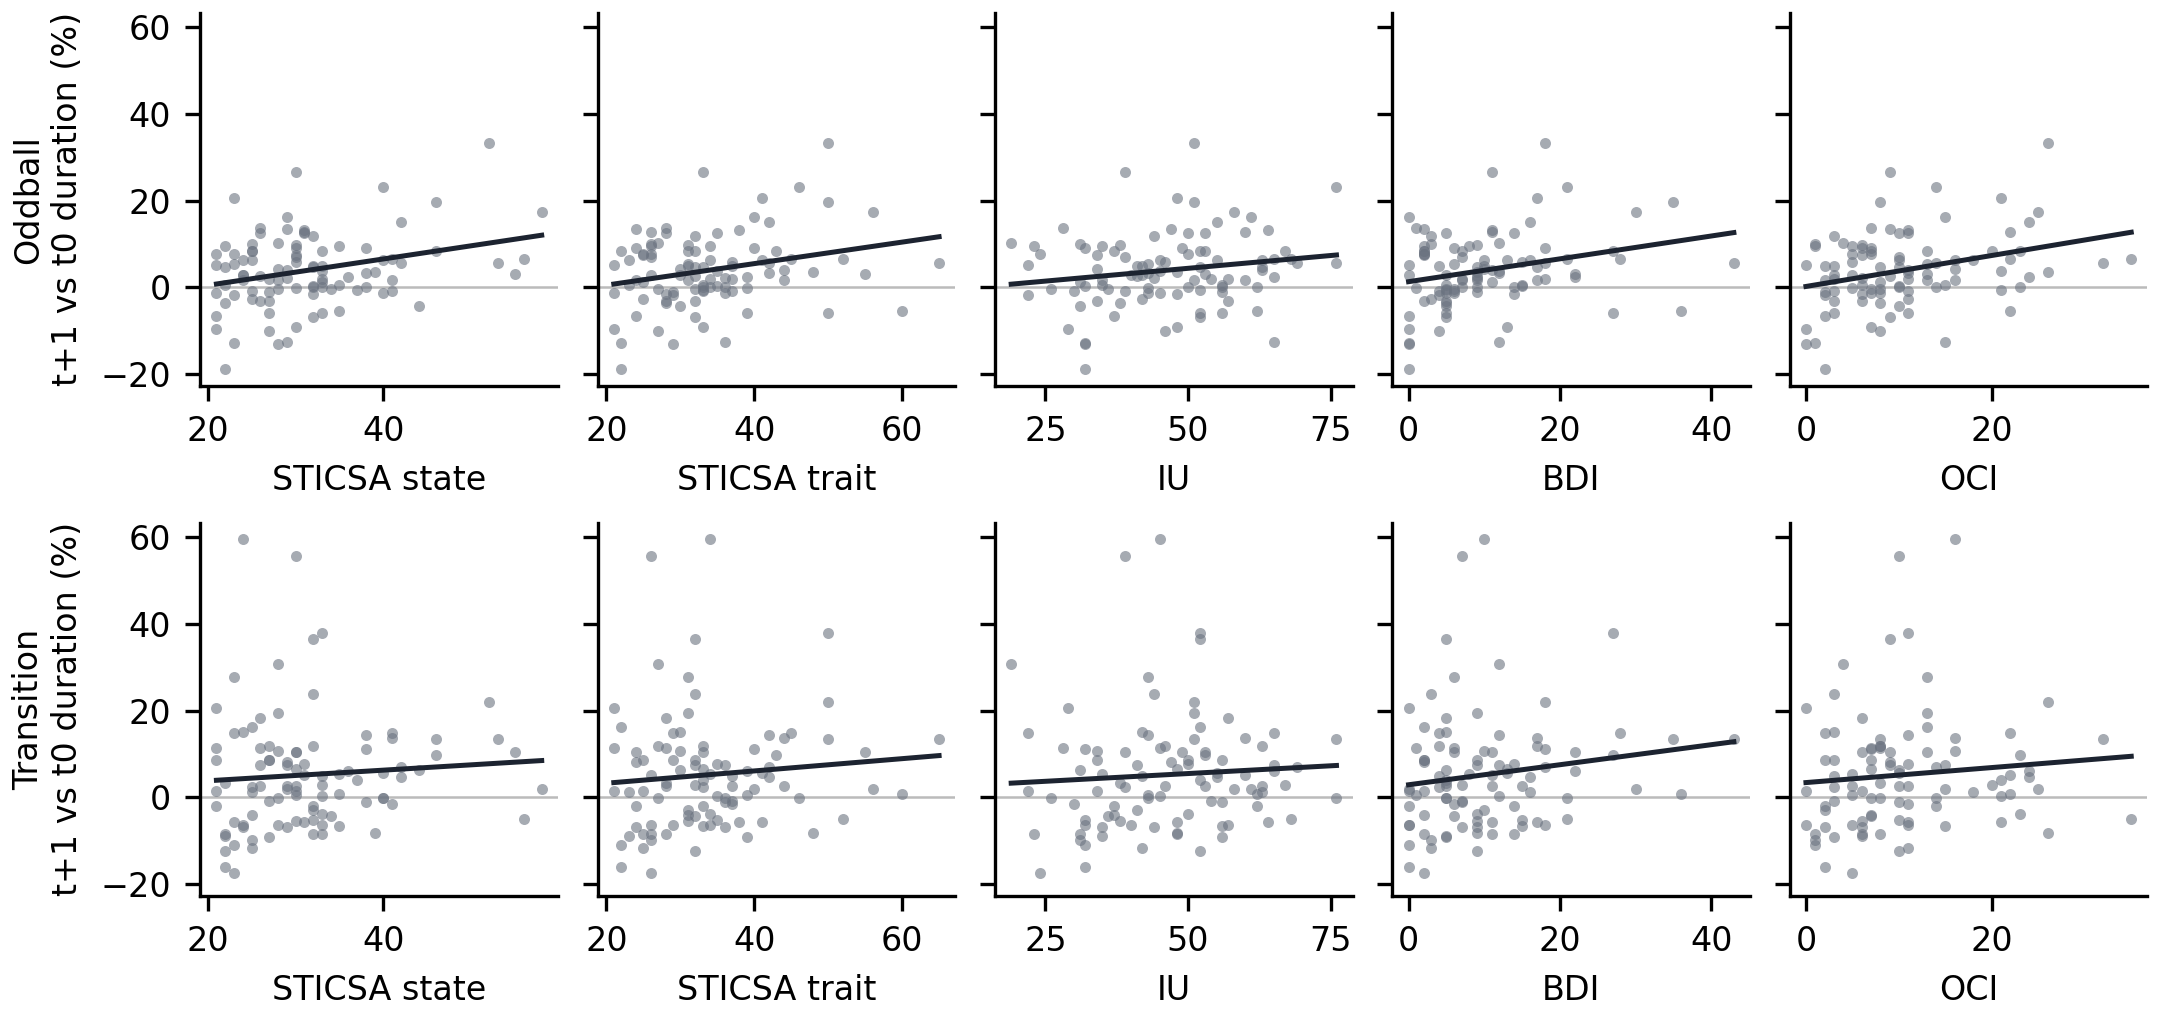 Oddball
t+1 vs t0 duration (%)
60
40
20
0
−20
20 40
STICSA state
20 40 60
STICSA trait
25 50 75
IU
0 20 40
BDI
0 20
OCI
Transition
t+1 vs t0 duration (%)
60
40
20
0
−20
20 40
STICSA state
20 40 60
STICSA trait
25 50 75
IU
0 20 40
BDI
0 20
OCI